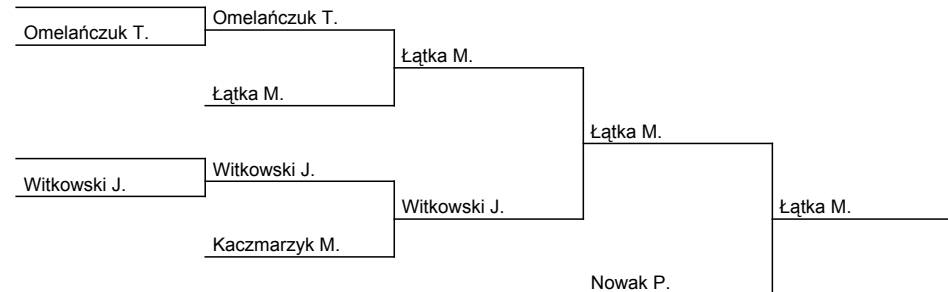 Omelańczuk T.
Omelańczuk T.
Łątka M.
Łątka M.
Łątka M.
Witkowski J.
Witkowski J.
Witkowski J.
Łątka M.
Kaczmarzyk M.
Nowak P.